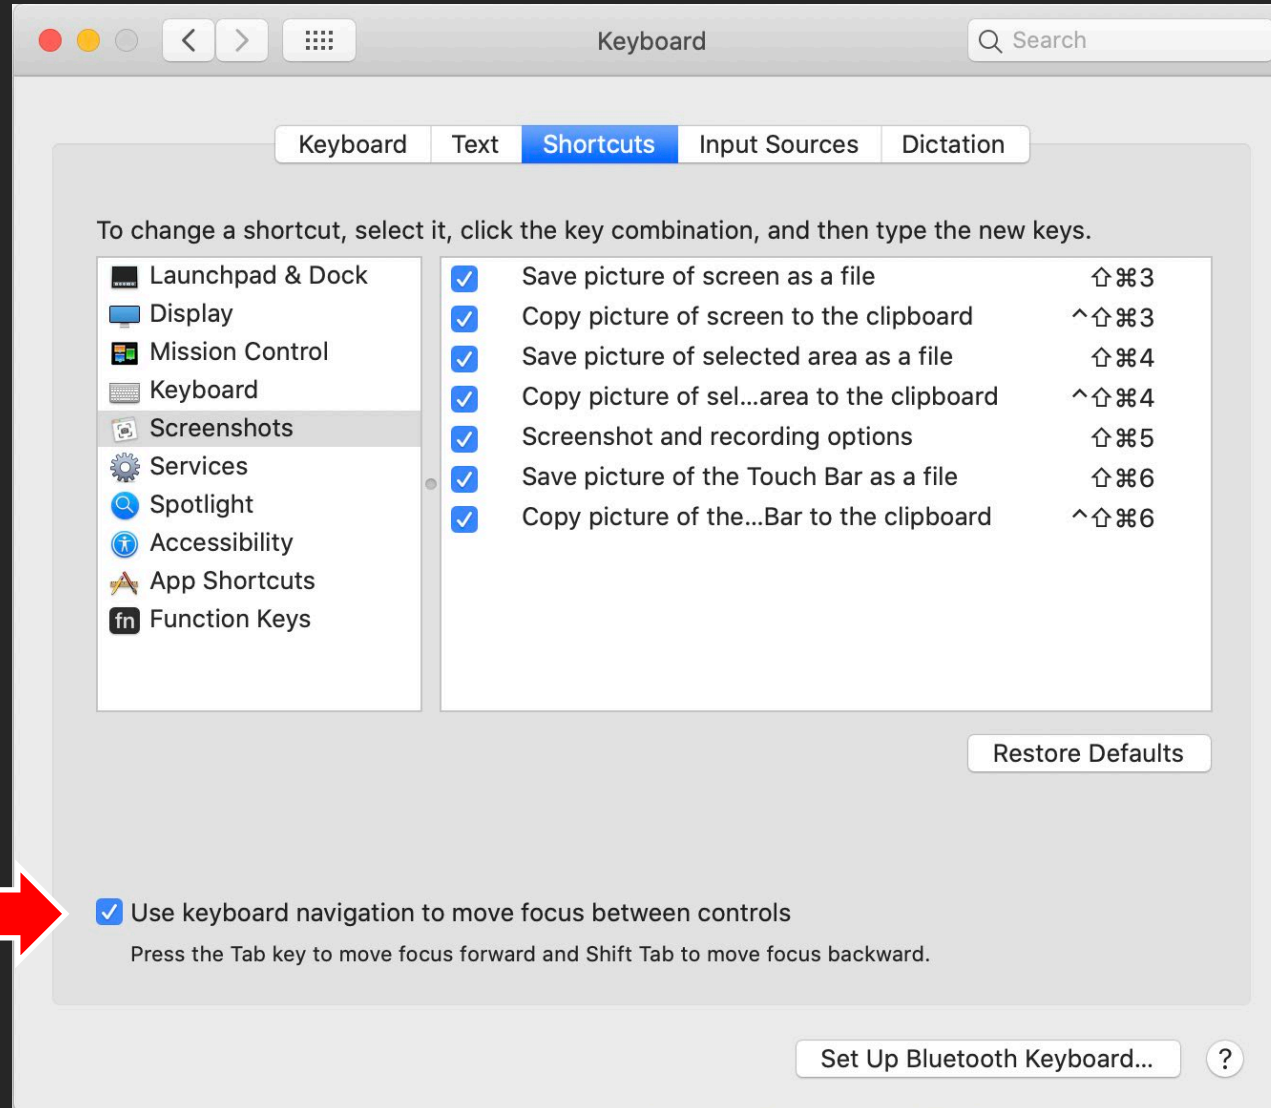 Keyboard
Search
Keyboard Text Shortcuts Input Sources Dictation
To change a shortcut, select it, click the key combination, and then type the new keys.
Launchpad & Dock
Display
Mission Control
Keyboard
Screenshots
Services
Spotlight
Accessibility
App Shortcuts
fn Function Keys
Save picture of screen as a file ⇧⌘3
Copy picture of screen to the clipboard ^⇧⌘3
Save picture of selected area as a file ⇧⌘4
Copy picture of sel...area to the clipboard ^⇧⌘4
Screenshot and recording options ⇧⌘5
Save picture of the Touch Bar as a file ⇧⌘6
Copy picture of the...Bar to the clipboard ^⇧⌘6
Restore Defaults
Use keyboard navigation to move focus between controls
Press the Tab key to move focus forward and Shift Tab to move focus backward.
Set Up Bluetooth Keyboard... ?